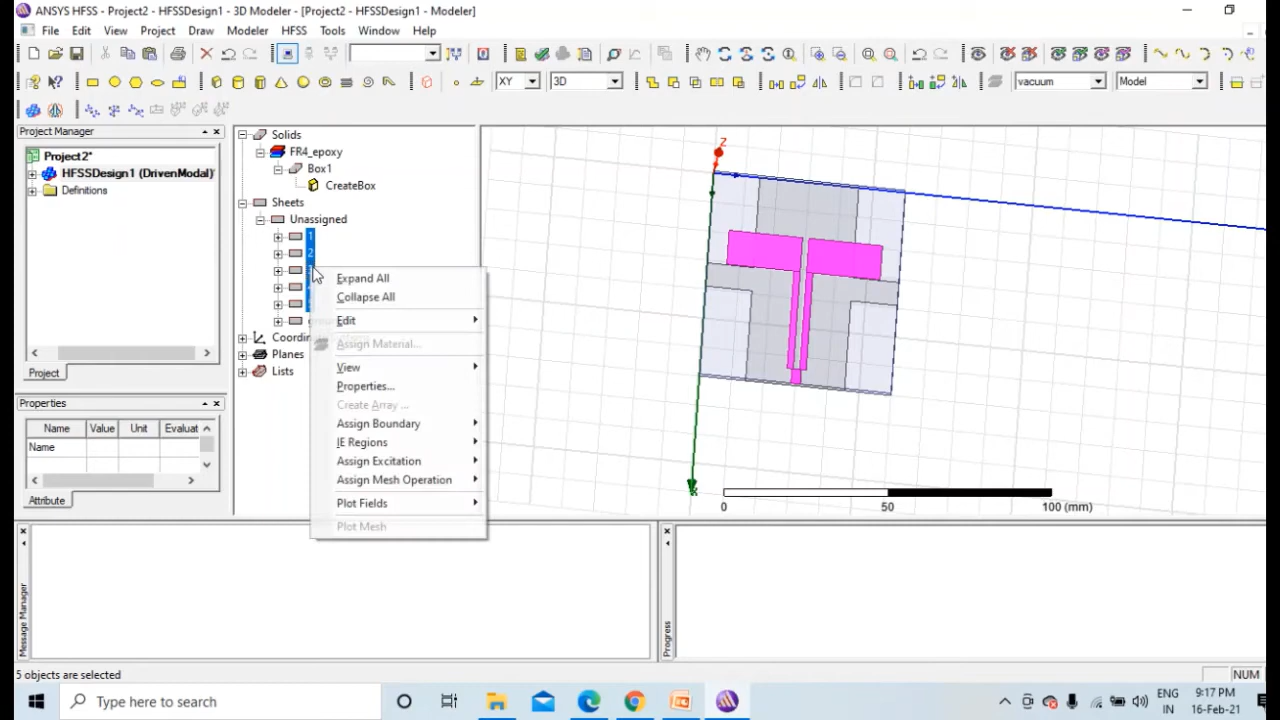 ANSYS HFSS - Project2 - HFSSDesign1 - 3D Modeler - [Project2 - HFSSDesign1 - Modeler]
File Edit View Project Draw Modeler HFSS Tools Window Help
XY 3D vacuum Model
Project Manager
Project2*
HFSSDesign1 (DrivenModal)
Definitions
Project
Properties
Name Value Unit Evaluat
Name
Attribute
Solids
FR4_epoxy
Box1
CreateBox
Sheets
Unassigned
1
2
Planes
Lists
Expand All
Collapse All
Edit
Assign Material...
View
Properties...
Create Array ...
Assign Boundary
IE Regions
Assign Excitation
Assign Mesh Operation
Plot Fields
Plot Mesh
Z
0 50 100 (mm)
Message Manager
Progress
5 objects are selected
NUM
Type here to search
ENG
IN
9:17 PM
16-Feb-21